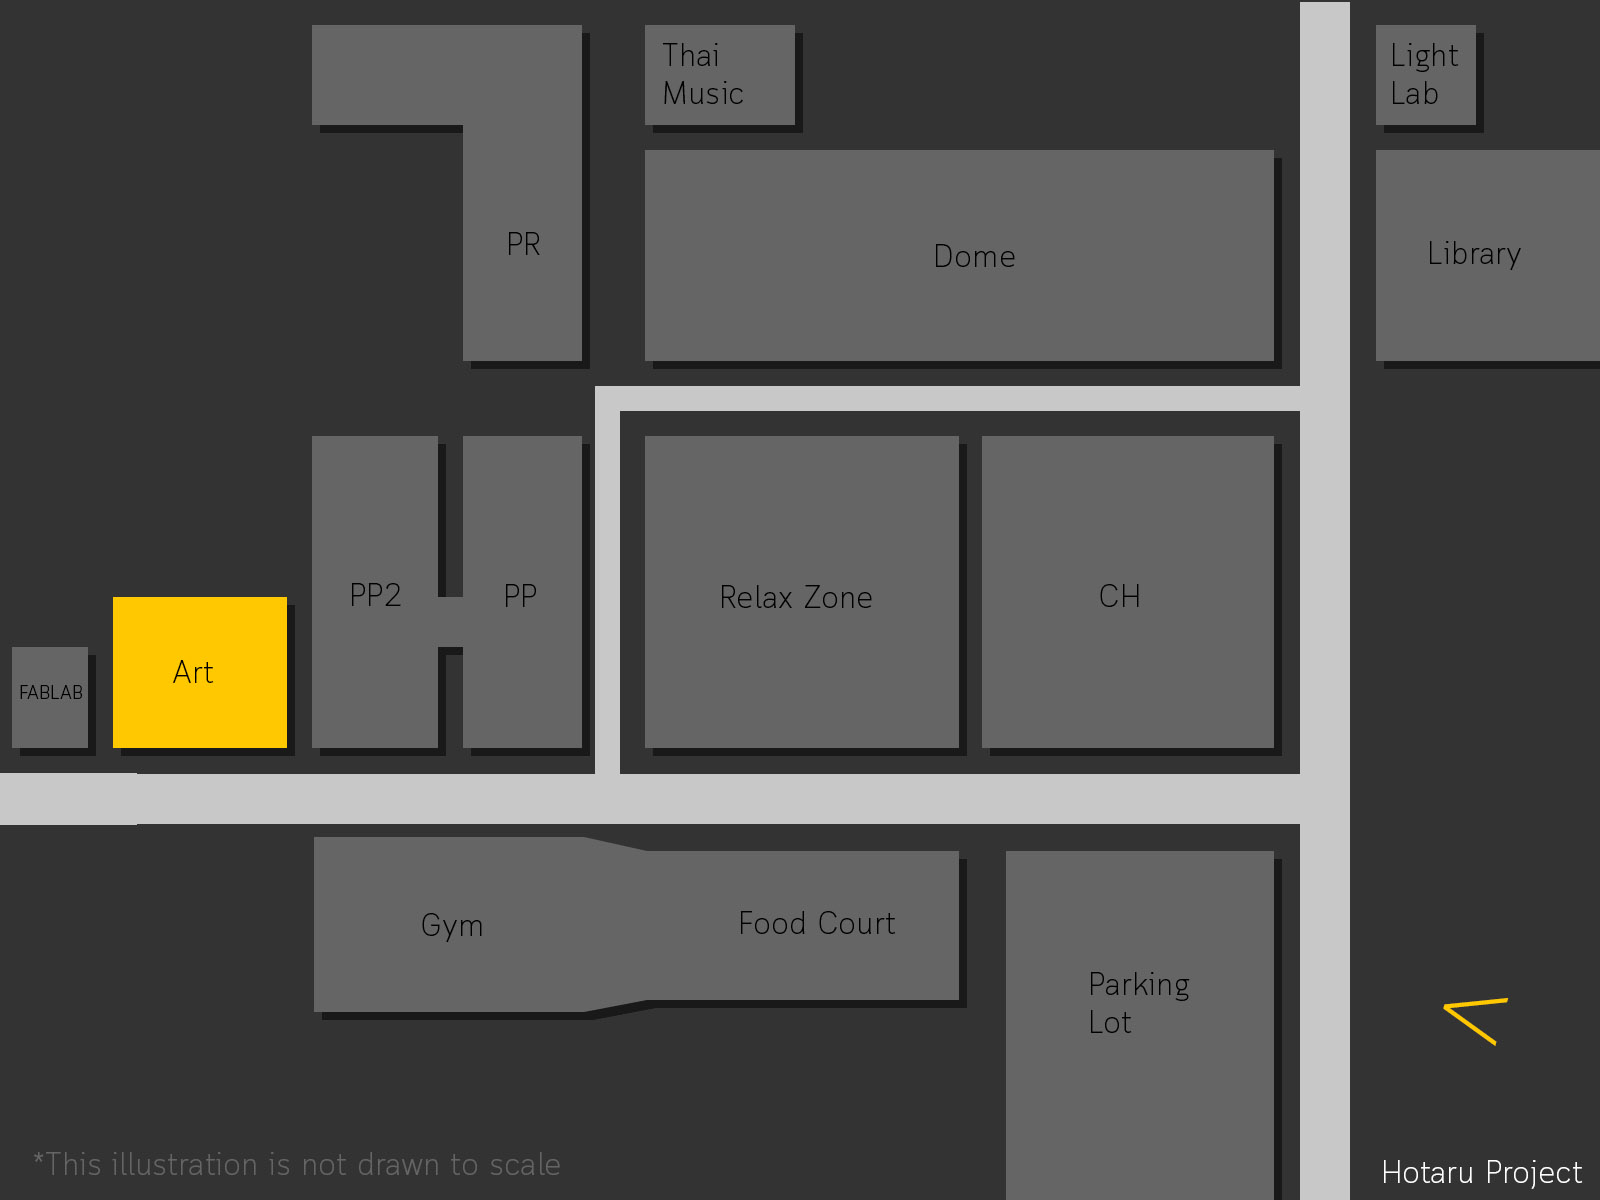 Thai
Music
Light
Lab
PR
Dome
Library
PP2
PP
Relax Zone
CH
Art
FABLAB
Gym
Food Court
Parking
Lot
*This illustration is not drawn to scale
Hotaru Project